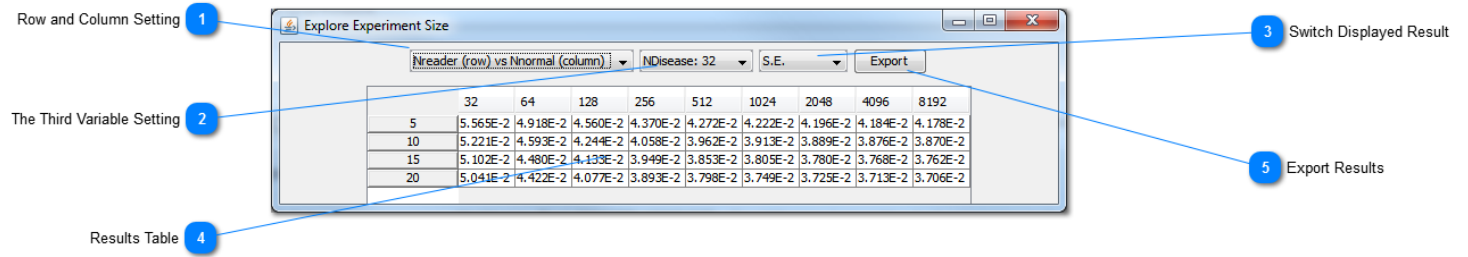 Row and Column Setting 1
Explore Experiment Size
3 Switch Displayed Result
Nreader (row) vs Nnormal (column) NDisease: 32 S.E. Export
The Third Variable Setting 2
32 64 128 256 512 1024 2048 4096 8192
5 5.565E-2 4.918E-2 4.560E-2 4.370E-2 4.272E-2 4.222E-2 4.196E-2 4.184E-2 4.178E-2
10 5.221E-2 4.593E-2 4.244E-2 4.058E-2 3.962E-2 3.913E-2 3.889E-2 3.876E-2 3.870E-2
15 5.102E-2 4.480E-2 4.133E-2 3.949E-2 3.853E-2 3.805E-2 3.780E-2 3.768E-2 3.762E-2
20 5.041E-2 4.422E-2 4.077E-2 3.893E-2 3.798E-2 3.749E-2 3.725E-2 3.713E-2 3.706E-2
5 Export Results
Results Table 4